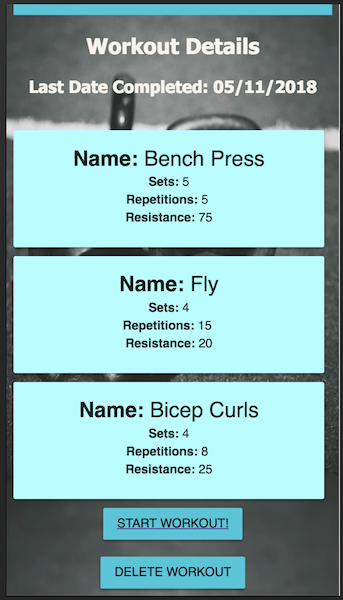 Workout Details
Last Date Completed: 05/11/2018
Name: Bench Press
Sets: 5
Repetitions: 5
Resistance: 75
Name: Fly
Sets: 4
Repetitions: 15
Resistance: 20
Name: Bicep Curls
Sets: 4
Repetitions: 8
Resistance: 25
START WORKOUT!
DELETE WORKOUT